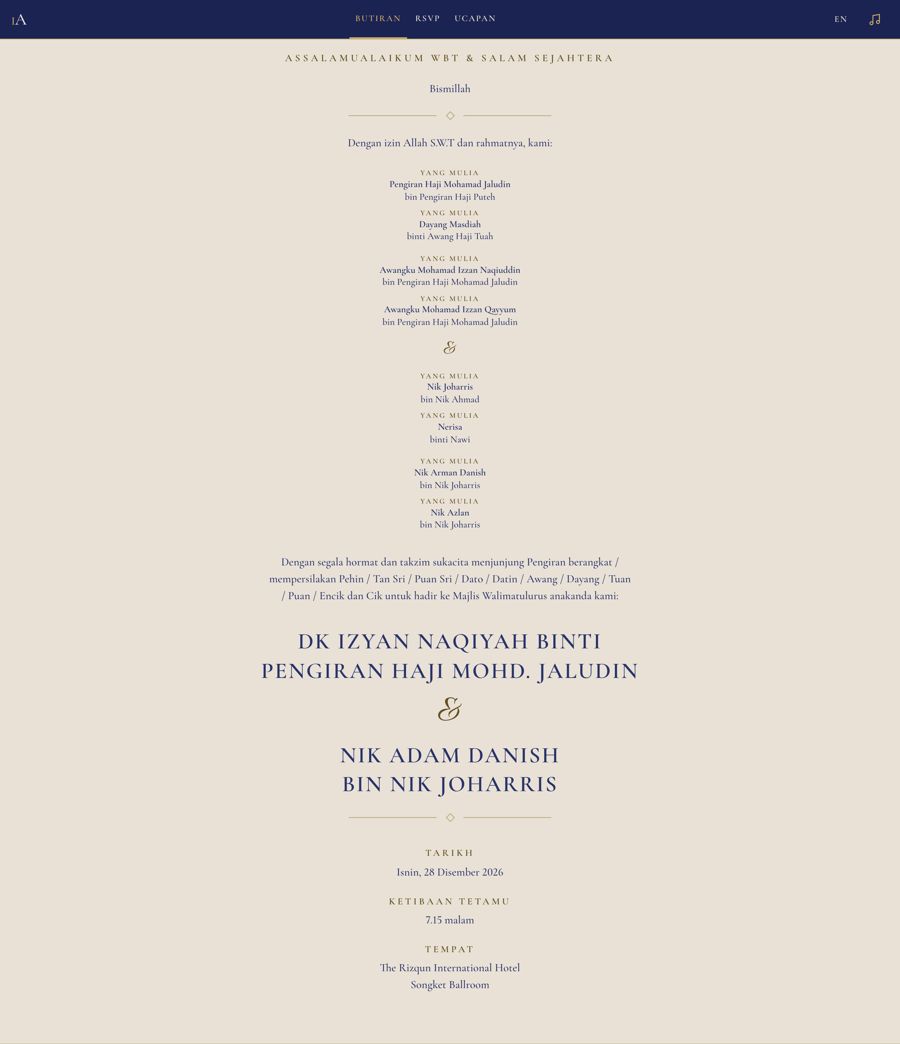 IA
BUTIRAN RSVP UCAPAN
EN
ASSALAMUALAIKUM WBT & SALAM SEJAHTERA
Bismillah
Dengan izin Allah S.W.T dan rahmatnya, kami:
YANG MULIA
Pengiran Haji Mohamad Jaludin
bin Pengiran Haji Puteh
YANG MULIA
Dayang Masdiah
binti Awang Haji Tuah
YANG MULIA
Awangku Mohamad Izzan Naqiuddin
bin Pengiran Haji Mohamad Jaludin
YANG MULIA
Awangku Mohamad Izzan Qayyum
bin Pengiran Haji Mohamad Jaludin
&
YANG MULIA
Nik Joharris
bin Nik Ahmad
YANG MULIA
Nerisa
binti Nawi
YANG MULIA
Nik Arman Danish
bin Nik Joharris
YANG MULIA
Nik Azlan
bin Nik Joharris
Dengan segala hormat dan takzim sukacita menjunjung Pengiran berangkat /
mempersilakan Pehin / Tan Sri / Puan Sri / Dato / Datin / Awang / Dayang / Tuan
/ Puan / Encik dan Cik untuk hadir ke Majlis Walimatulurus anakanda kami:
DK IZYAN NAQIYAH BINTI
PENGIRAN HAJI MOHD. JALUDIN
&
NIK ADAM DANISH
BIN NIK JOHARRIS
TARIKH
Isnin, 28 Disember 2026
KETIBAAN TETAMU
7.15 malam
TEMPAT
The Rizqun International Hotel
Songket Ballroom